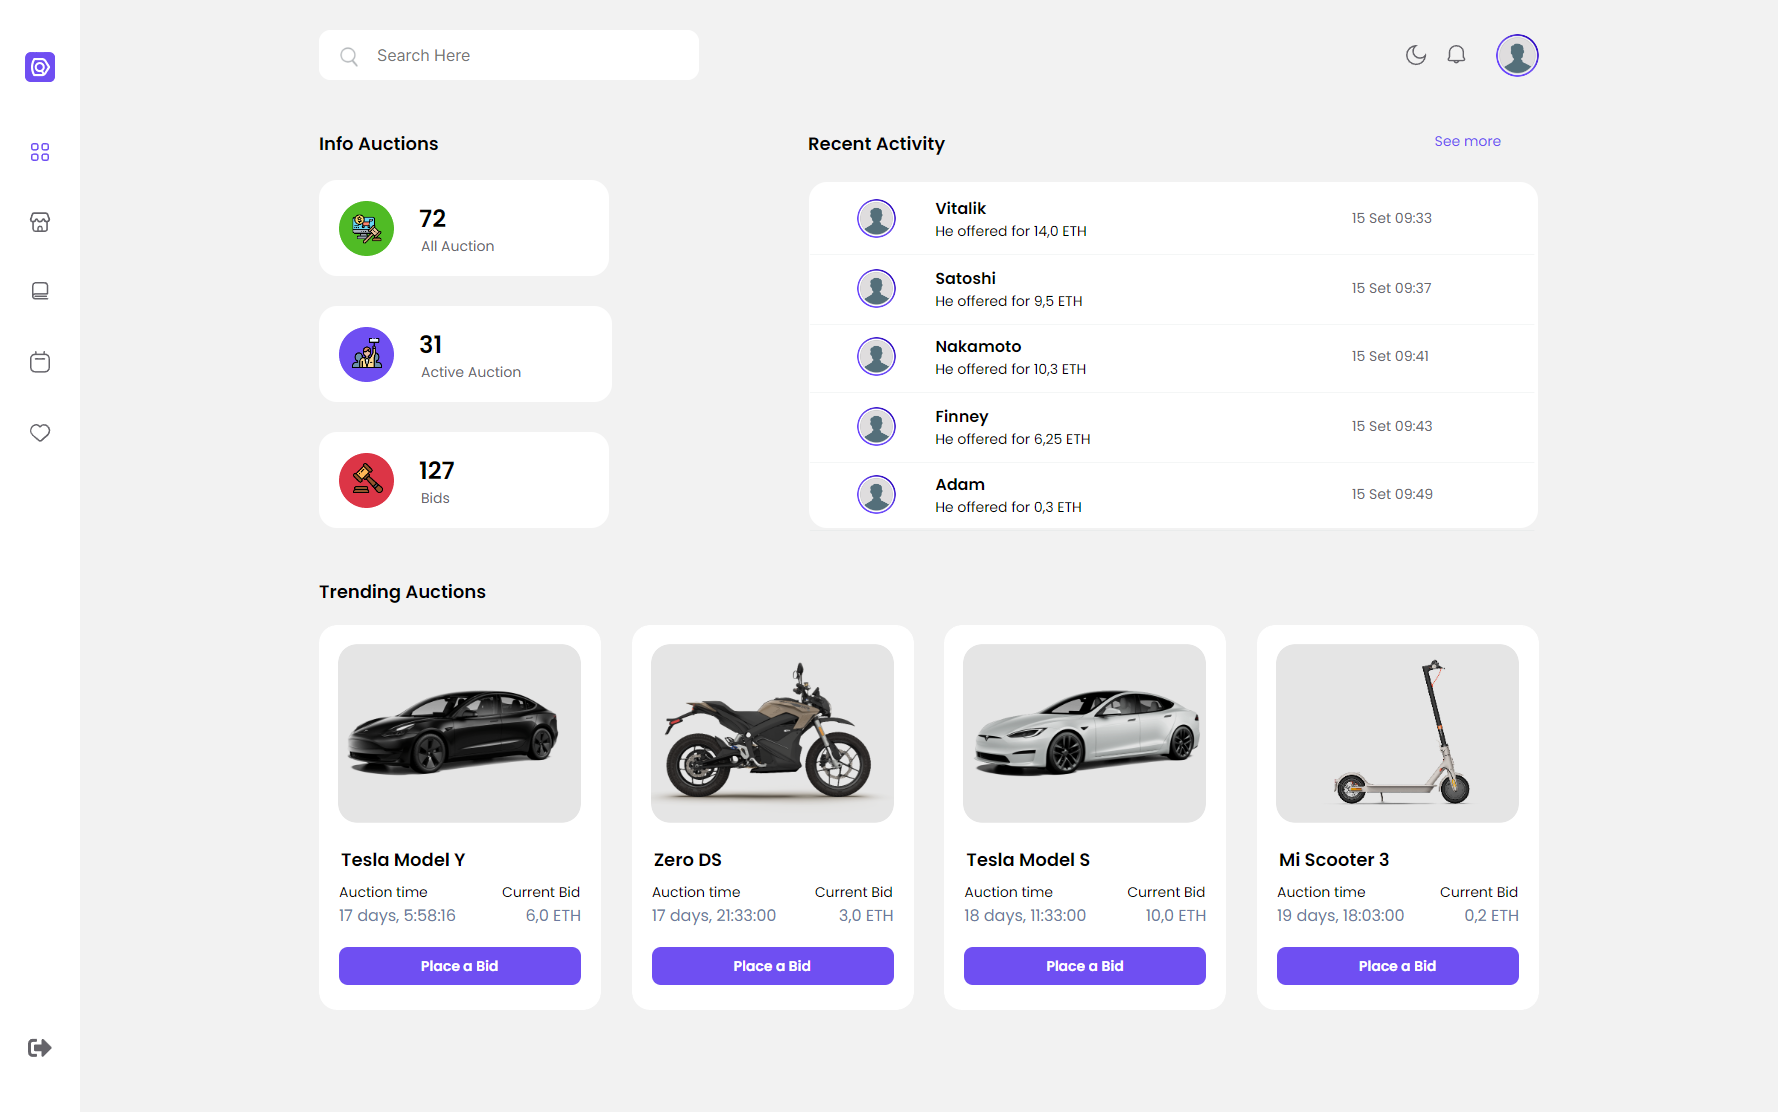 Search Here
Info Auctions
72
All Auction
31
Active Auction
127
Bids
Recent Activity
See more
Vitalik
He offered for 14,0 ETH
15 Set 09:33
Satoshi
He offered for 9,5 ETH
15 Set 09:37
Nakamoto
He offered for 10,3 ETH
15 Set 09:41
Finney
He offered for 6,25 ETH
15 Set 09:43
Adam
He offered for 0,3 ETH
15 Set 09:49
Trending Auctions
Tesla Model Y
Auction time Current Bid
17 days, 5:58:16 6,0 ETH
Place a Bid
Zero DS
Auction time Current Bid
17 days, 21:33:00 3,0 ETH
Place a Bid
Tesla Model S
Auction time Current Bid
18 days, 11:33:00 10,0 ETH
Place a Bid
Mi Scooter 3
Auction time Current Bid
19 days, 18:03:00 0,2 ETH
Place a Bid